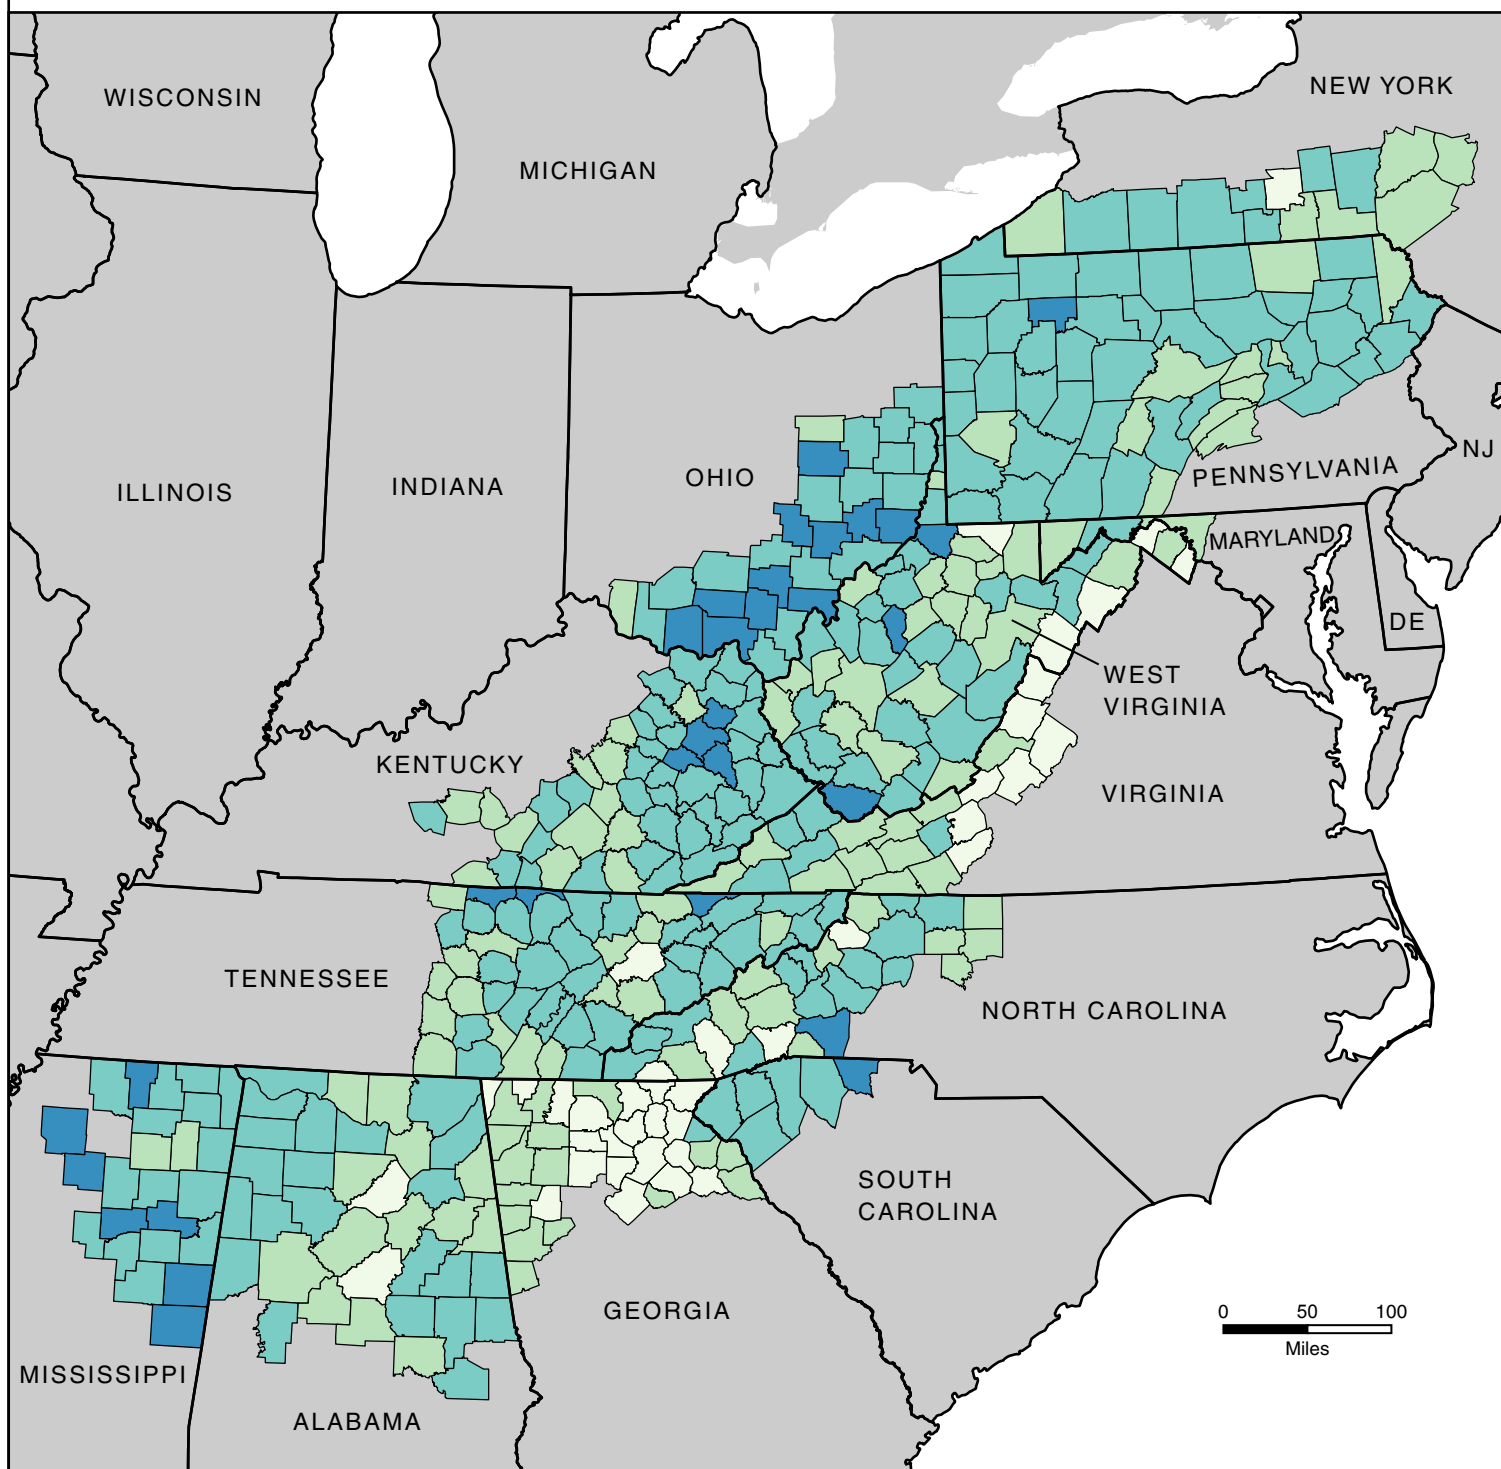 NEW YORK
WISCONSIN
MICHIGAN
NJ
PENNSYLVANIA
OHIO
INDIANA
ILLINOIS
MARYLAND
DE
WEST
VIRGINIA
KENTUCKY
VIRGINIA
TENNESSEE
NORTH CAROLINA
SOUTH
CAROLINA
GEORGIA
0 50 100
Miles
MISSISSIPPI
ALABAMA